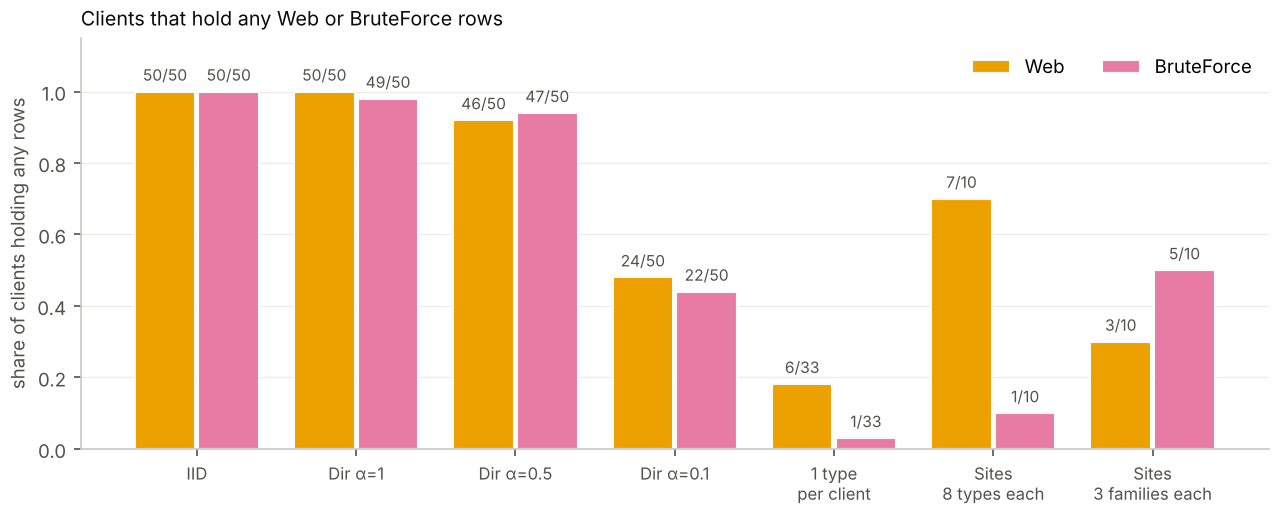 Clients that hold any Web or BruteForce rows
Web
BruteForce
share of clients holding any rows
1.0
0.8
0.6
0.4
0.2
0.0
50/50 50/50
50/50 49/50
46/50 47/50
24/50 22/50
6/33 1/33
7/10 1/10
3/10 5/10
IID
Dir α=1
Dir α=0.5
Dir α=0.1
1 type
per client
Sites
8 types each
Sites
3 families each